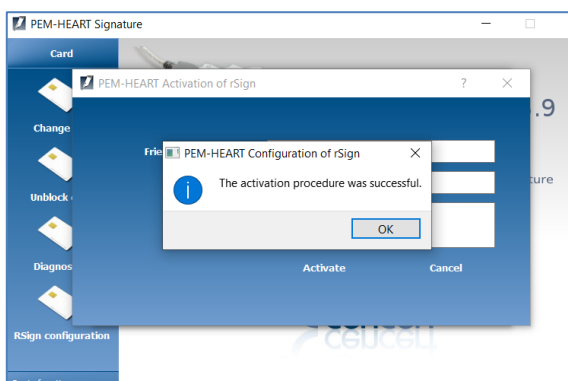 PEM-HEART Signature
Card
PEM-HEART Activation of rSign
?
.9
Change
Frie
PEM-HEART Configuration of rSign
The activation procedure was successful.
OK
ture
Unblock
Activate
Cancel
Diagnos
RSign configuration